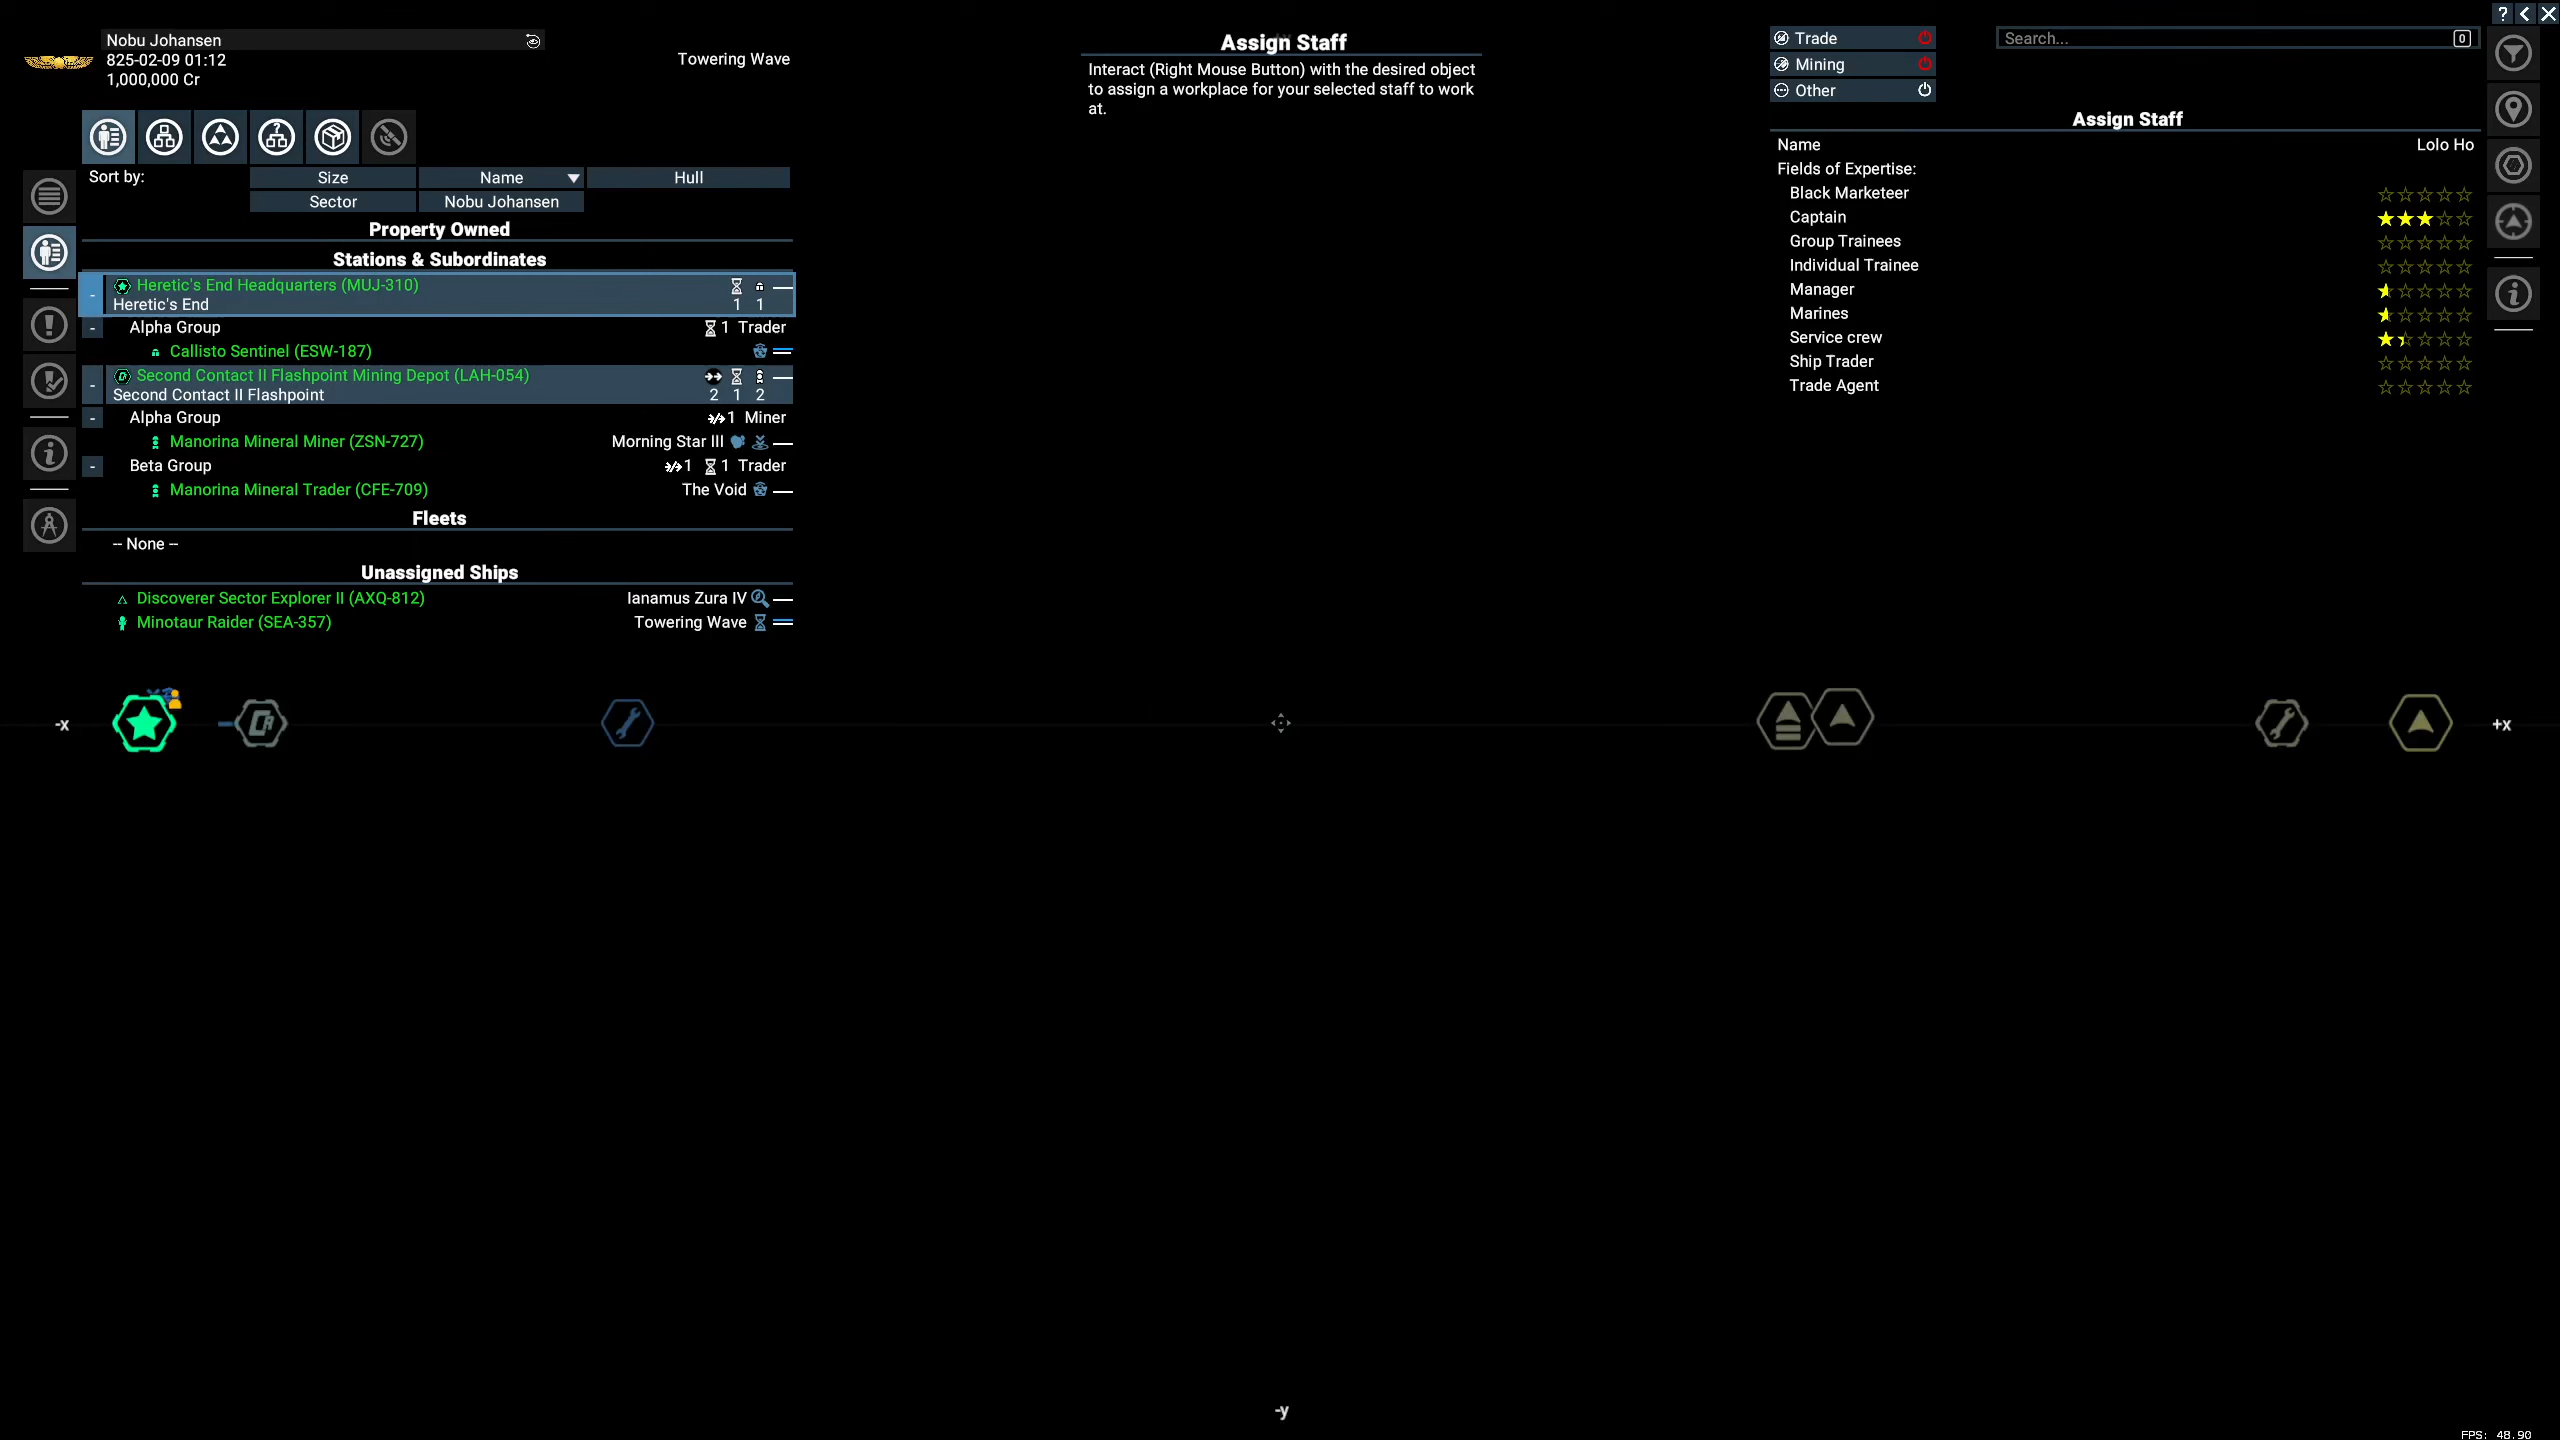 Nobu Johansen
825-02-09 01:12
1,000,000 Cr
Towering Wave
Sort by:
Size
Name
Hull
Sector
Nobu Johansen
Property Owned
Stations & Subordinates
- Heretic's End Headquarters (MUJ-310)
Heretic's End 1 1
- Alpha Group 1 Trader
Callisto Sentinel (ESW-187)
- Second Contact II Flashpoint Mining Depot (LAH-054)
Second Contact II Flashpoint 2 1 2
- Alpha Group 1 Miner
Manorina Mineral Miner (ZSN-727) Morning Star III
- Beta Group 1 1 Trader
Manorina Mineral Trader (CFE-709) The Void
Fleets
-- None --
Unassigned Ships
Discoverer Sector Explorer II (AXQ-812) Ianamus Zura IV
Minotaur Raider (SEA-357) Towering Wave
Assign Staff
Interact (Right Mouse Button) with the desired object
to assign a workplace for your selected staff to work
at.
Trade
Mining
Other
Search...
0
? < X
Assign Staff
Name Lolo Ho
Fields of Expertise:
Black Marketeer
Captain
Group Trainees
Individual Trainee
Manager
Marines
Service crew
Ship Trader
Trade Agent
-x
+x
-y
FPS: 48.90